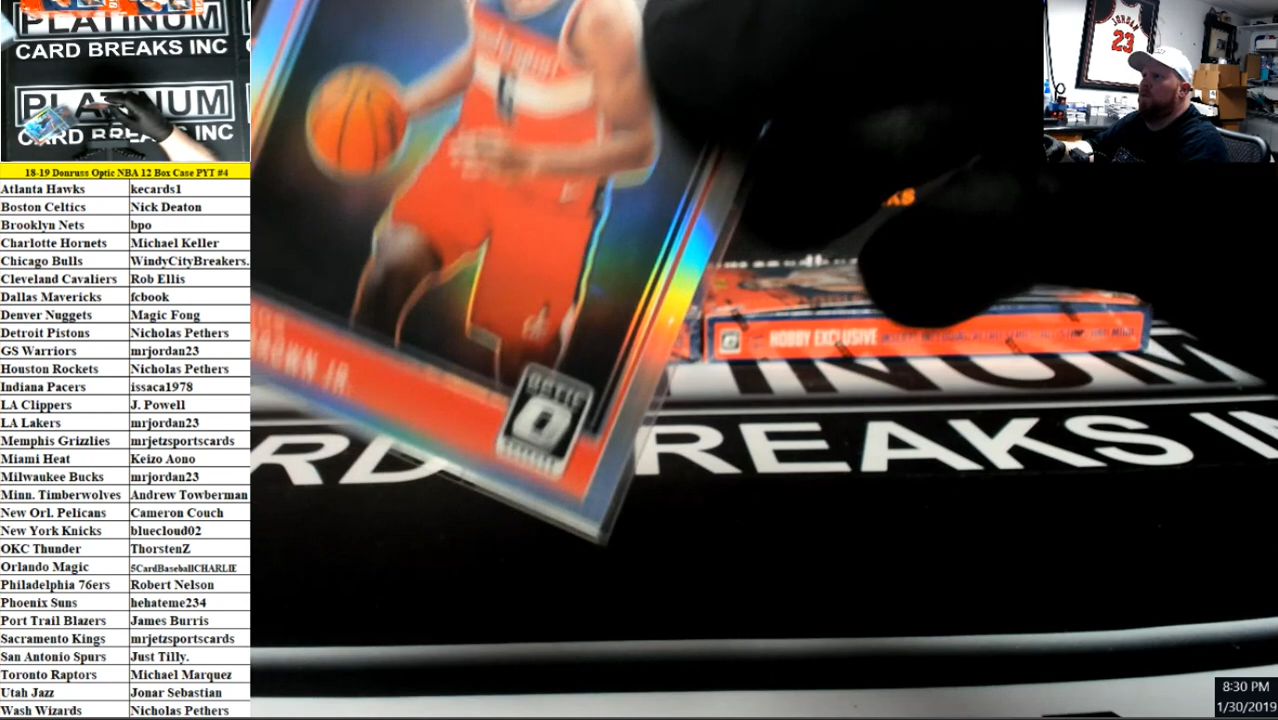 PLATINUM
CARD BREAKS INC
PLATINUM
CARD BREAKS INC
18-19 Donruss Optic NBA 12 Box Case PYT #4
Atlanta Hawks kecards1
Boston Celtics Nick Deaton
Brooklyn Nets bpo
Charlotte Hornets Michael Keller
Chicago Bulls WindyCityBreakers.
Cleveland Cavaliers Rob Ellis
Dallas Mavericks fcbook
Denver Nuggets Magic Fong
Detroit Pistons Nicholas Pethers
GS Warriors mrjordan23
Houston Rockets Nicholas Pethers
Indiana Pacers issaca1978
LA Clippers J. Powell
LA Lakers mrjordan23
Memphis Grizzlies mrjetzsportscards
Miami Heat Keizo Aono
Milwaukee Bucks mrjordan23
Minn. Timberwolves Andrew Towberman
New Orl. Pelicans Cameron Couch
New York Knicks bluecloud02
OKC Thunder ThorstenZ
Orlando Magic 5CardBaseballCHARLIE
Philadelphia 76ers Robert Nelson
Phoenix Suns hehateme234
Port Trail Blazers James Burris
Sacramento Kings mrjetzsportscards
San Antonio Spurs Just Tilly.
Toronto Raptors Michael Marquez
Utah Jazz Jonar Sebastian
Wash Wizards Nicholas Pethers
JORDAN
23
HOBBY EXCLUSIVE
BROWN JR.
OPTIC
INUM
RD REAKS IN
8:30 PM
1/30/2019